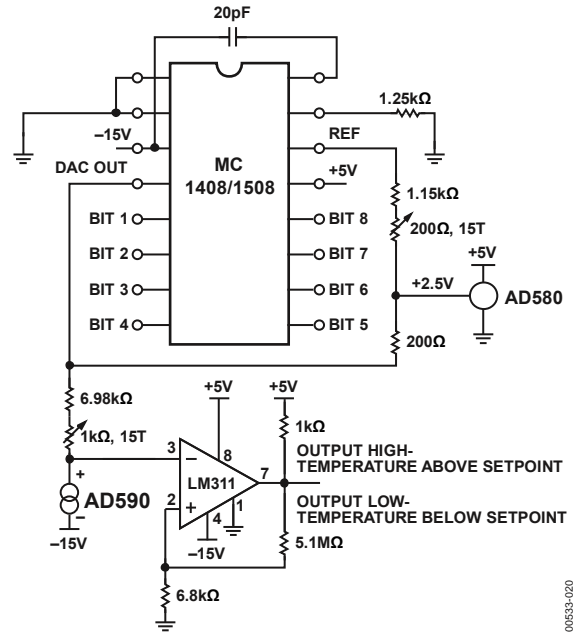 20pF
1.25kΩ
–15V
REF
DAC OUT
MC
1408/1508
+5V
1.15kΩ
200Ω, 15T
BIT 1
BIT 8
BIT 2
BIT 7
+5V
BIT 3
BIT 6
+2.5V
AD580
BIT 4
BIT 5
200Ω
6.98kΩ
+5V
+5V
1kΩ, 15T
1kΩ
OUTPUT HIGH-
TEMPERATURE ABOVE SETPOINT
3
–
8
7
+
AD590
–
LM311
2
+
4
1
OUTPUT LOW-
TEMPERATURE BELOW SETPOINT
–15V
–15V
5.1MΩ
6.8kΩ
00533-020